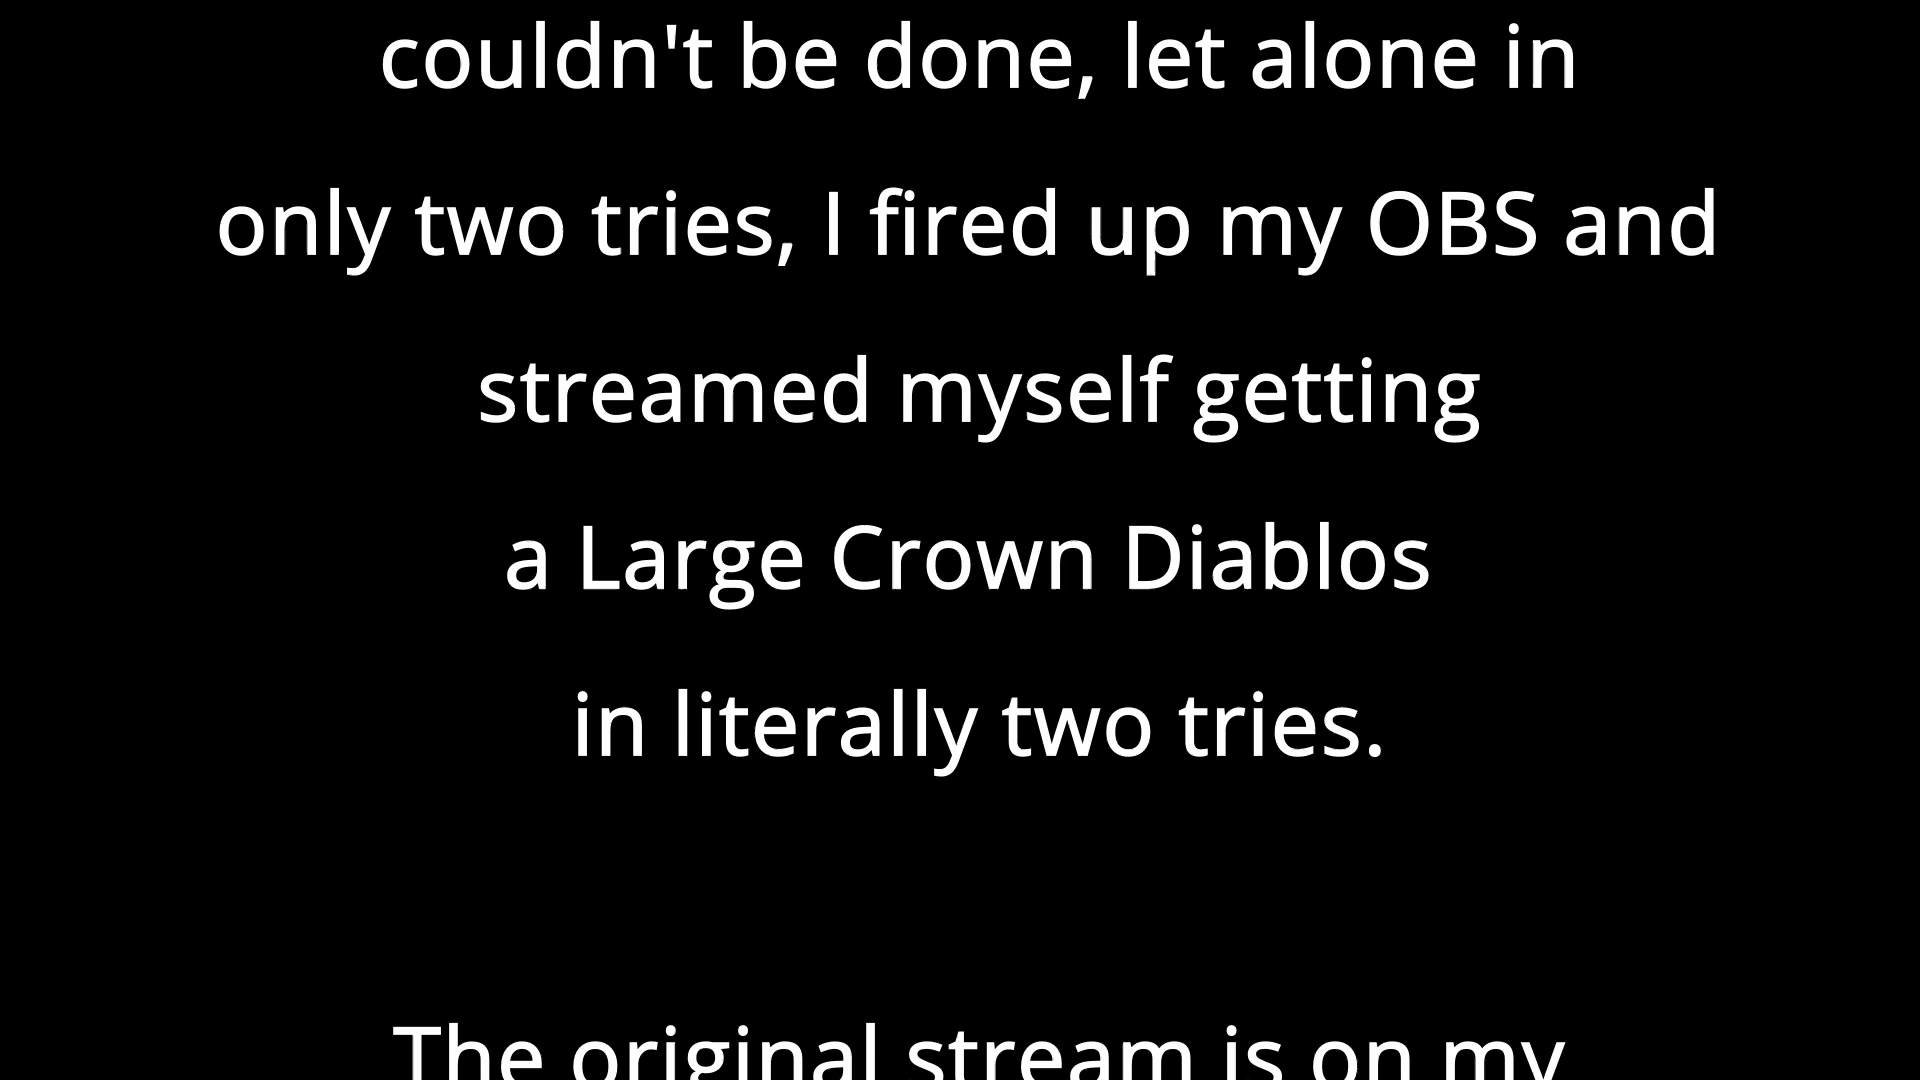 couldn't be done, let alone in
only two tries, I fired up my OBS and
streamed myself getting
a Large Crown Diablos
in literally two tries.
The original stream is on my